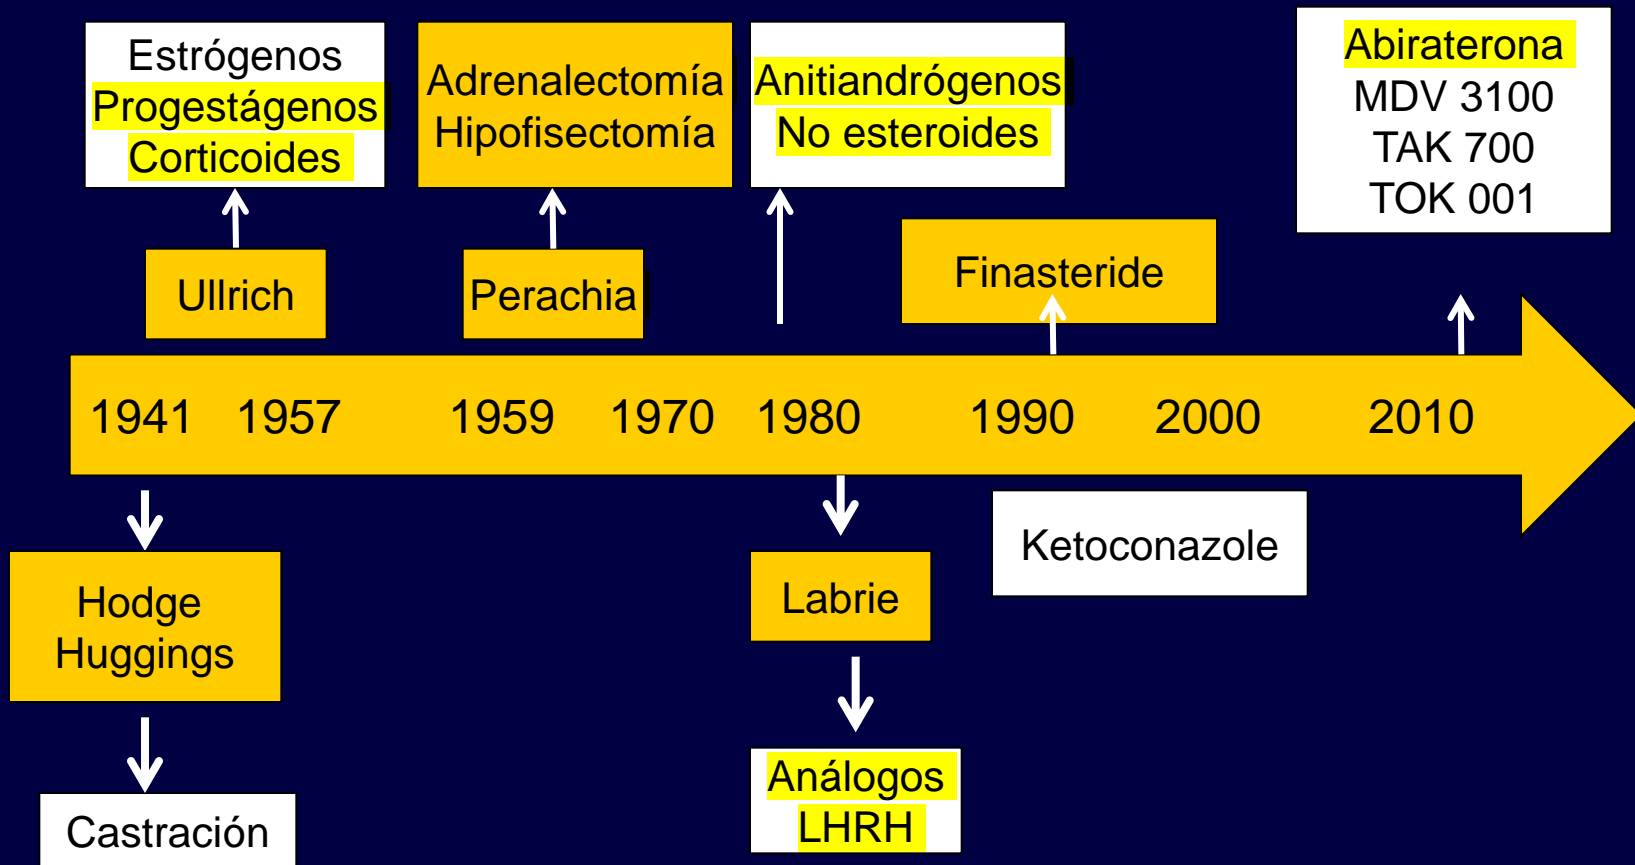 Estrógenos
Progestágenos
Corticoides
Adrenalectomía
Hipofisectomía
Anitiandrógenos
No esteroides
Abiraterona
MDV 3100
TAK 700
TOK 001
Ullrich
Perachia
Finasteride
1941 1957 1959 1970 1980 1990 2000 2010
Hodge
Huggings
Labrie
Ketoconazole
Castración
Análogos
LHRH